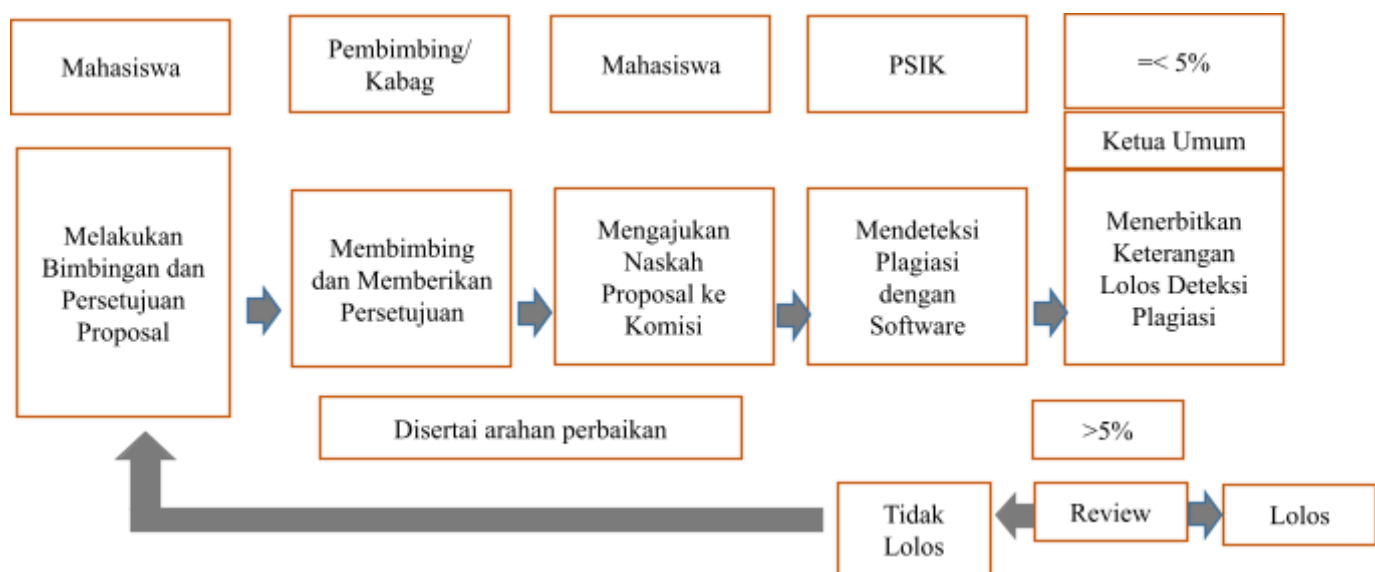 Mahasiswa
Pembimbing/
Kabag
Mahasiswa
PSIK
=< 5%
Ketua Umum
Melakukan
Bimbingan dan
Persetujuan
Proposal
Membimbing
dan Memberikan
Persetujuan
Mengajukan
Naskah
Proposal ke
Komisi
Mendeteksi
Plagiasi
dengan
Software
Menerbitkan
Keterangan
Lolos Deteksi
Plagiasi
Disertai arahan perbaikan
>5%
Tidak
Lolos
Review
Lolos